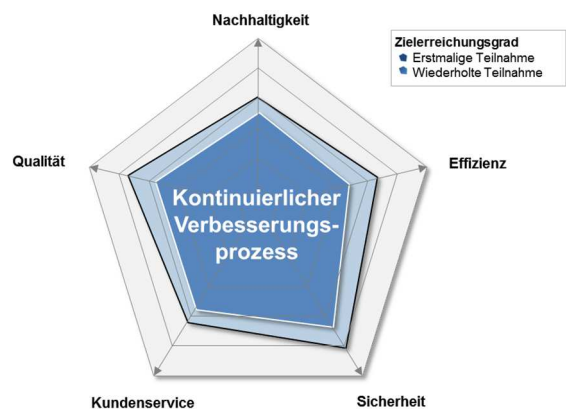 Nachhaltigkeit
Zielerreichungsgrad
Erstmalige Teilnahme
Wiederholte Teilnahme
Qualität
Effizienz
Kontinuierlicher
Verbesserungs-
prozess
Kundenservice
Sicherheit